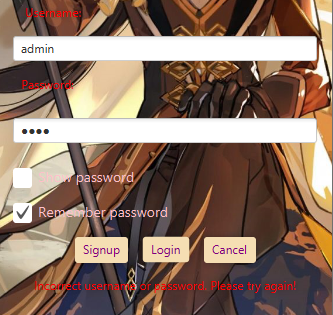 Username:
admin
Password:
Show password
Remember password
Signup Login Cancel
Incorrect username or password. Please try again!